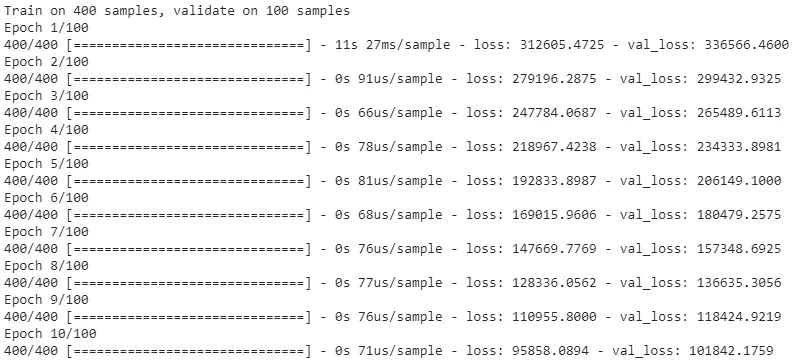 Train on 400 samples, validate on 100 samples
Epoch 1/100
400/400 [==============================] - 11s 27ms/sample - loss: 312605.4725 - val_loss: 336566.4600
Epoch 2/100
400/400 [==============================] - 0s 91us/sample - loss: 279196.2875 - val_loss: 299432.9325
Epoch 3/100
400/400 [==============================] - 0s 66us/sample - loss: 247784.0687 - val_loss: 265489.6113
Epoch 4/100
400/400 [==============================] - 0s 78us/sample - loss: 218967.4238 - val_loss: 234333.8981
Epoch 5/100
400/400 [==============================] - 0s 81us/sample - loss: 192833.8987 - val_loss: 206149.1000
Epoch 6/100
400/400 [==============================] - 0s 68us/sample - loss: 169015.9606 - val_loss: 180479.2575
Epoch 7/100
400/400 [==============================] - 0s 76us/sample - loss: 147669.7769 - val_loss: 157348.6925
Epoch 8/100
400/400 [==============================] - 0s 77us/sample - loss: 128336.0562 - val_loss: 136635.3056
Epoch 9/100
400/400 [==============================] - 0s 76us/sample - loss: 110955.8000 - val_loss: 118424.9219
Epoch 10/100
400/400 [==============================] - 0s 71us/sample - loss: 95858.0894 - val_loss: 101842.1759